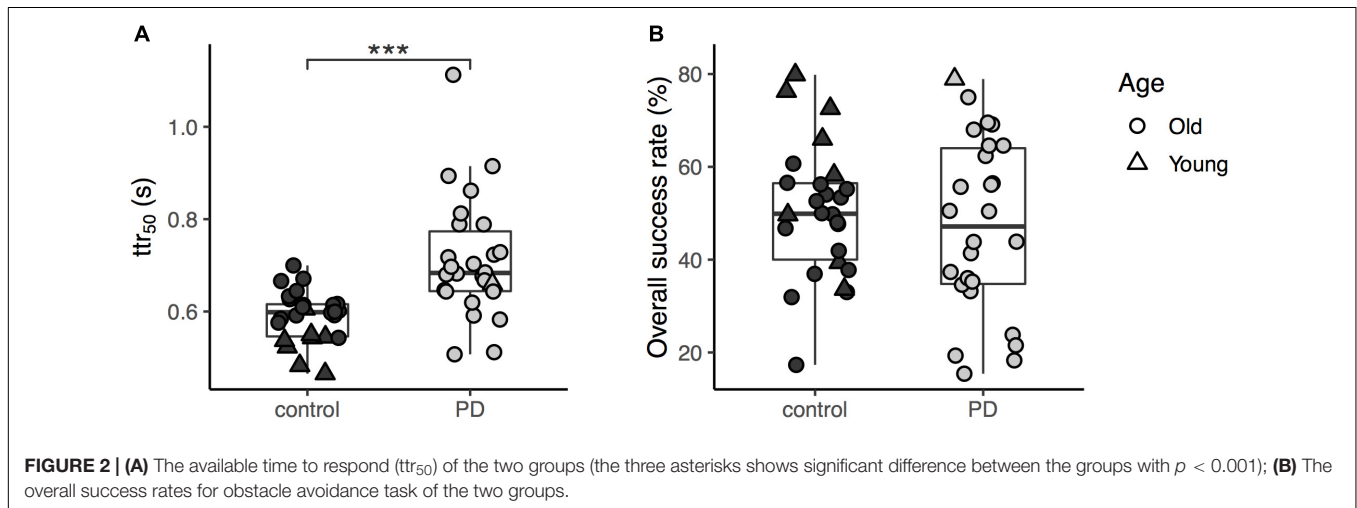 A
***
ttr50 (s)
1.0
0.8
0.6
control PD
B
Overall success rate (%)
80
60
40
20
control PD
Age
Old
Young
FIGURE 2 | (A) The available time to respond (ttr50) of the two groups (the three asterisks shows significant difference between the groups with p < 0.001); (B) The
overall success rates for obstacle avoidance task of the two groups.